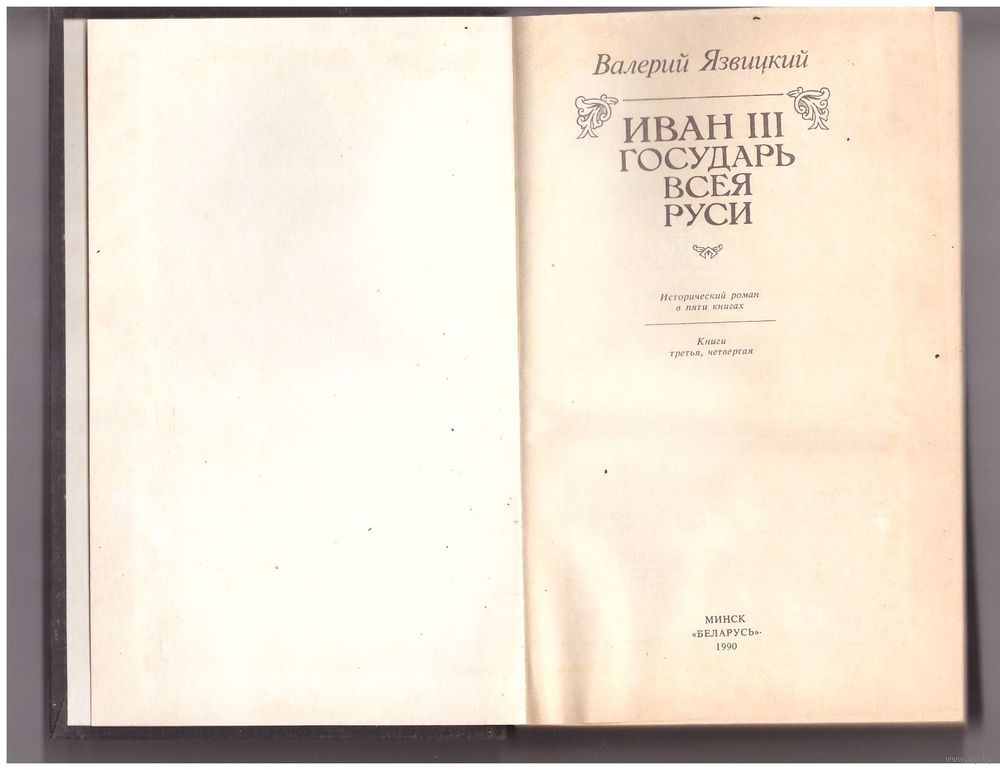 Валерий Язвицкий
ИВАН III
ГОСУДАРЬ
ВСЕЯ
РУСИ
Исторический роман
в пяти книгах
Книги
третья, четвертая
МИНСК
«БЕЛАРУСЬ»
1990